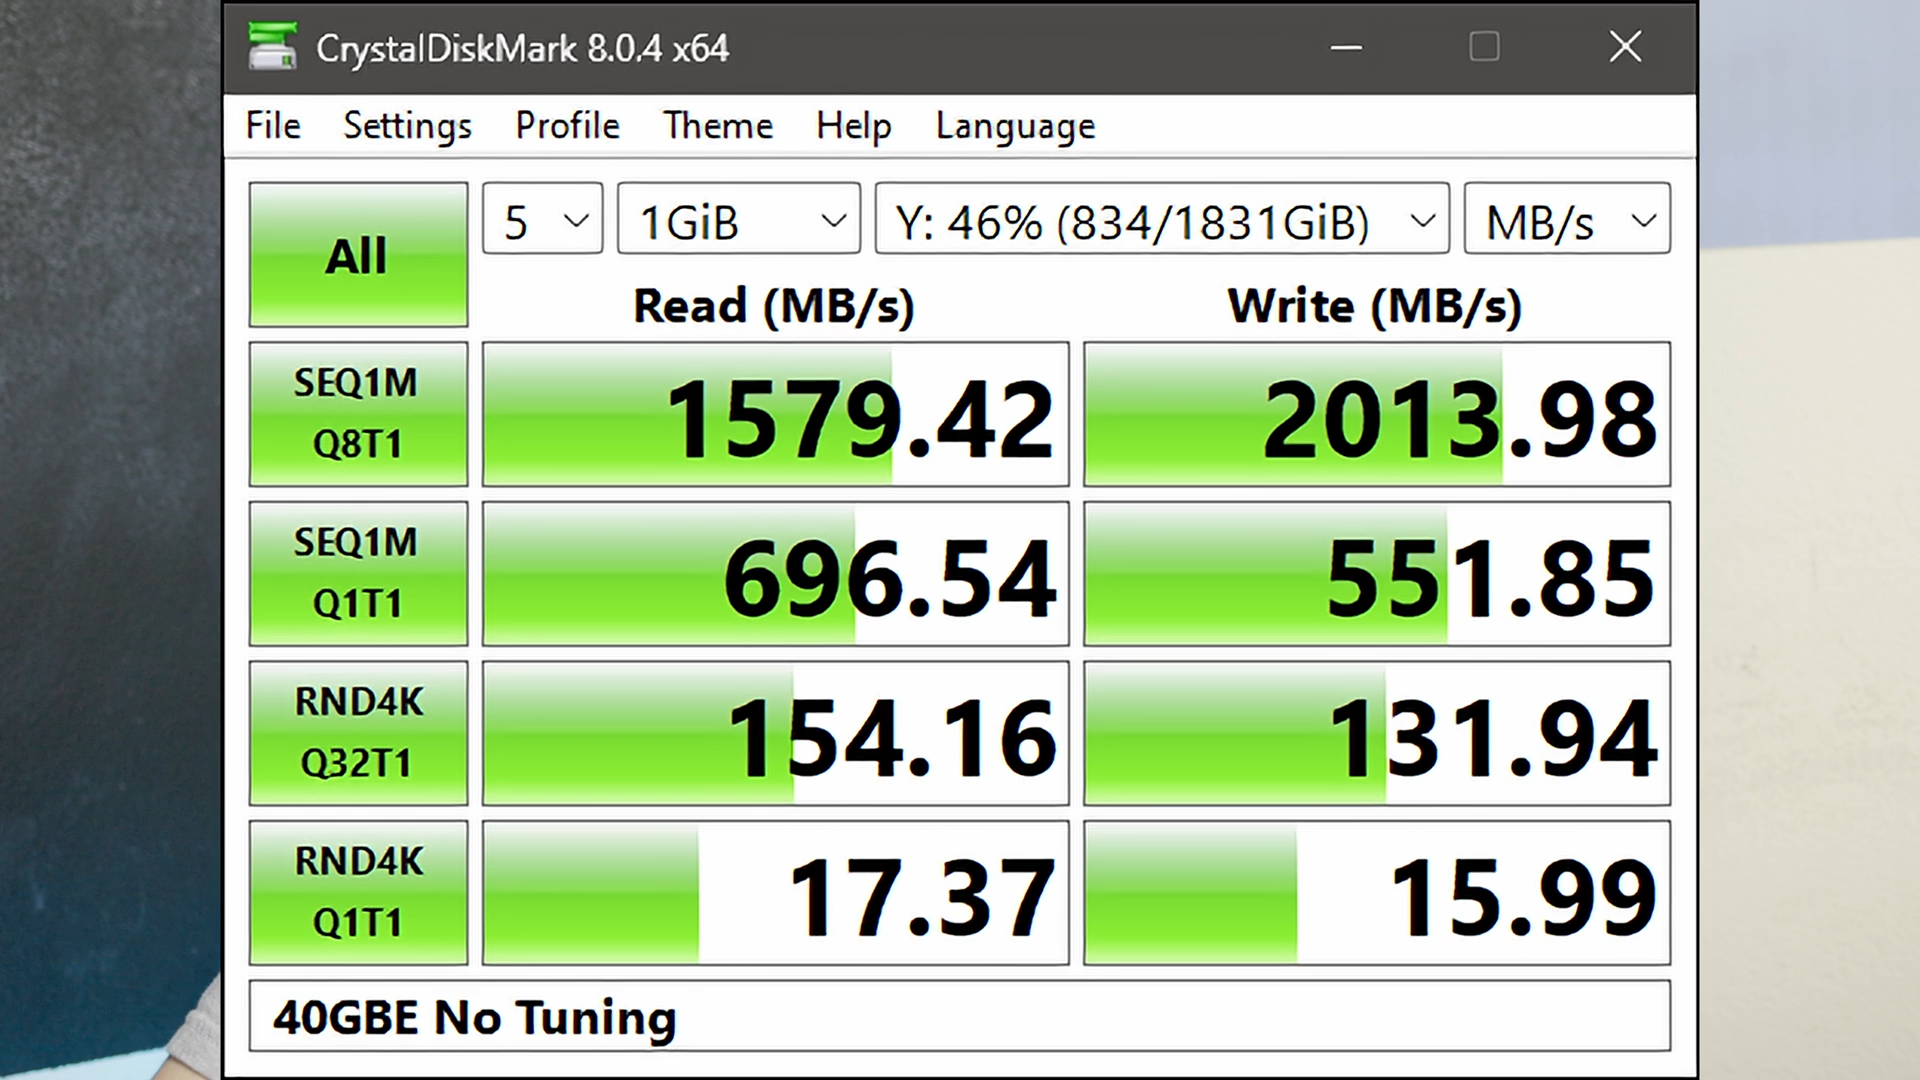 CrystalDiskMark 8.0.4 x64
File Settings Profile Theme Help Language
All 5 1GiB Y: 46% (834/1831GiB) MB/s
Read (MB/s) Write (MB/s)
SEQ1M
Q8T1
1579.42 2013.98
SEQ1M
Q1T1
696.54 551.85
RND4K
Q32T1
154.16 131.94
RND4K
Q1T1
17.37 15.99
40GBE No Tuning